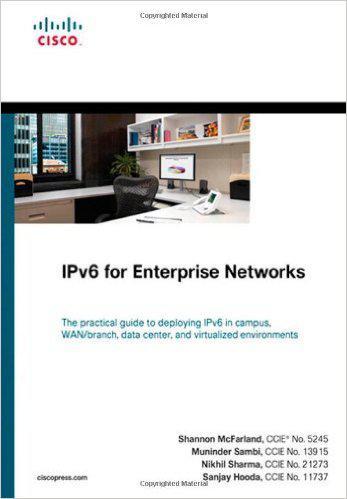 Copyrighted Material
CISCO.
IPv6 for Enterprise Networks
The practical guide to deploying IPv6 in campus,
WAN/branch, data center, and virtualized environments
Shannon McFarland, CCIE® No. 5245
Muninder Sambi, CCIE No. 13915
Nikhil Sharma, CCIE No. 21273
ciscopress.com
Sanjay Hooda, CCIE No. 11737
Copyrighted Material